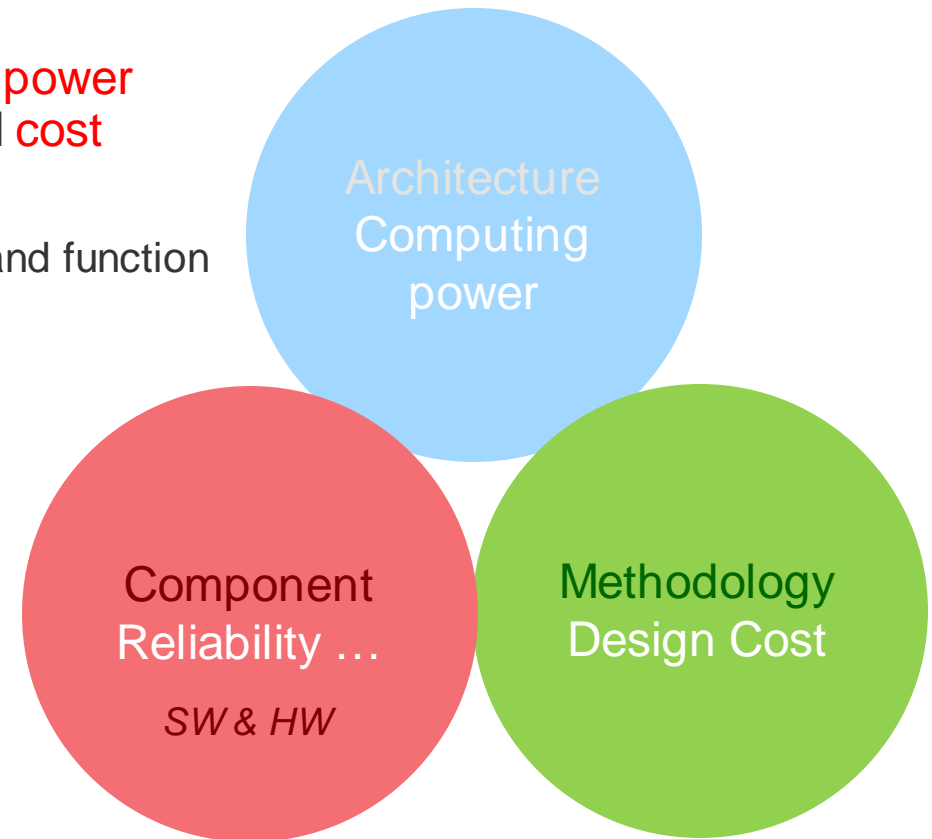 power
cost
and function
Architecture
Computing
power
Component
Reliability …
SW & HW
Methodology
Design Cost